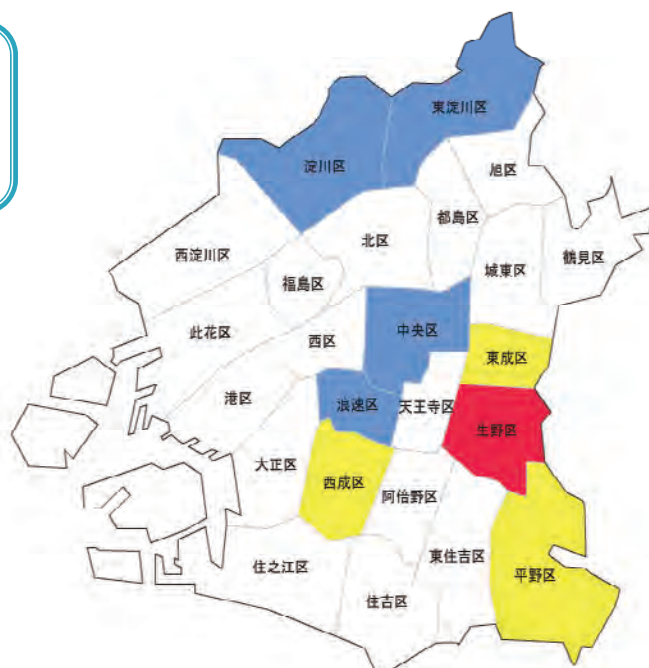 東淀川区
淀川区
旭区
都島区
北区
西淀川区
鶴見区
城東区
福島区
此花区
中央区
西区
東成区
港区
浪速区
天王寺区
生野区
大正区
西成区
阿倍野区
東住吉区
住之江区
平野区
住吉区